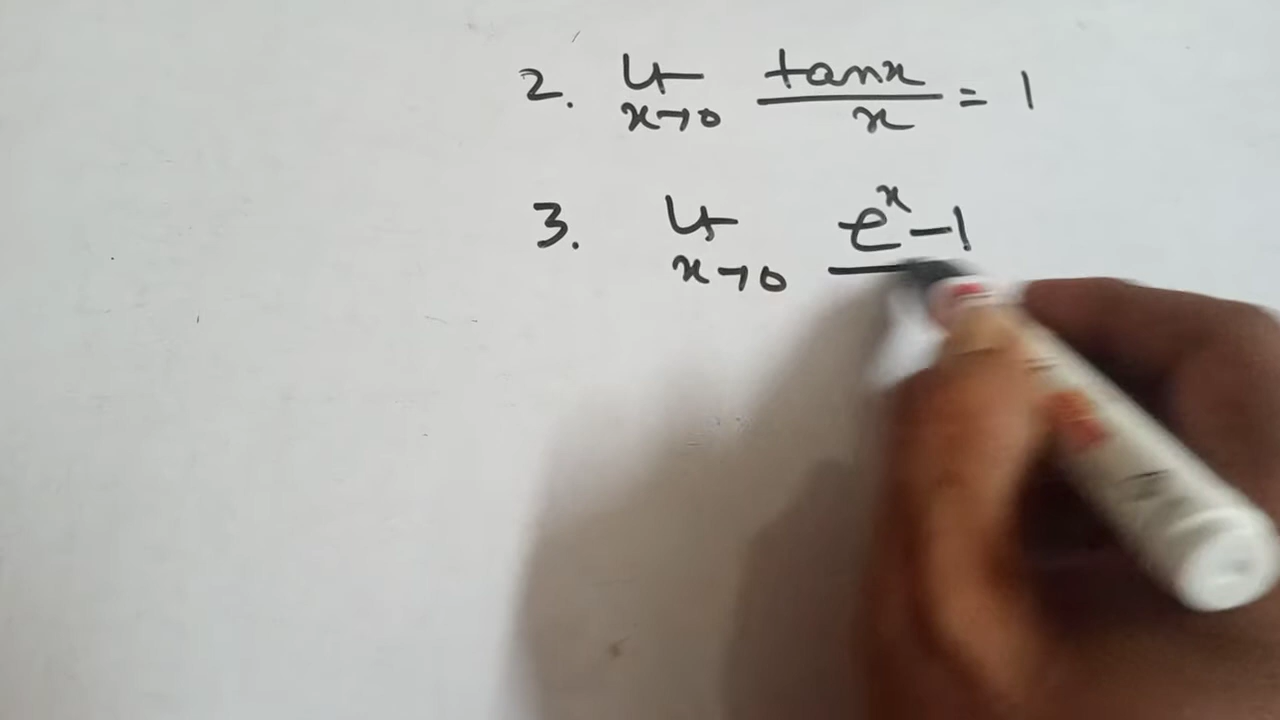 2. Lt tanx / x = 1
x→0
3. Lt e^x-1
x→0